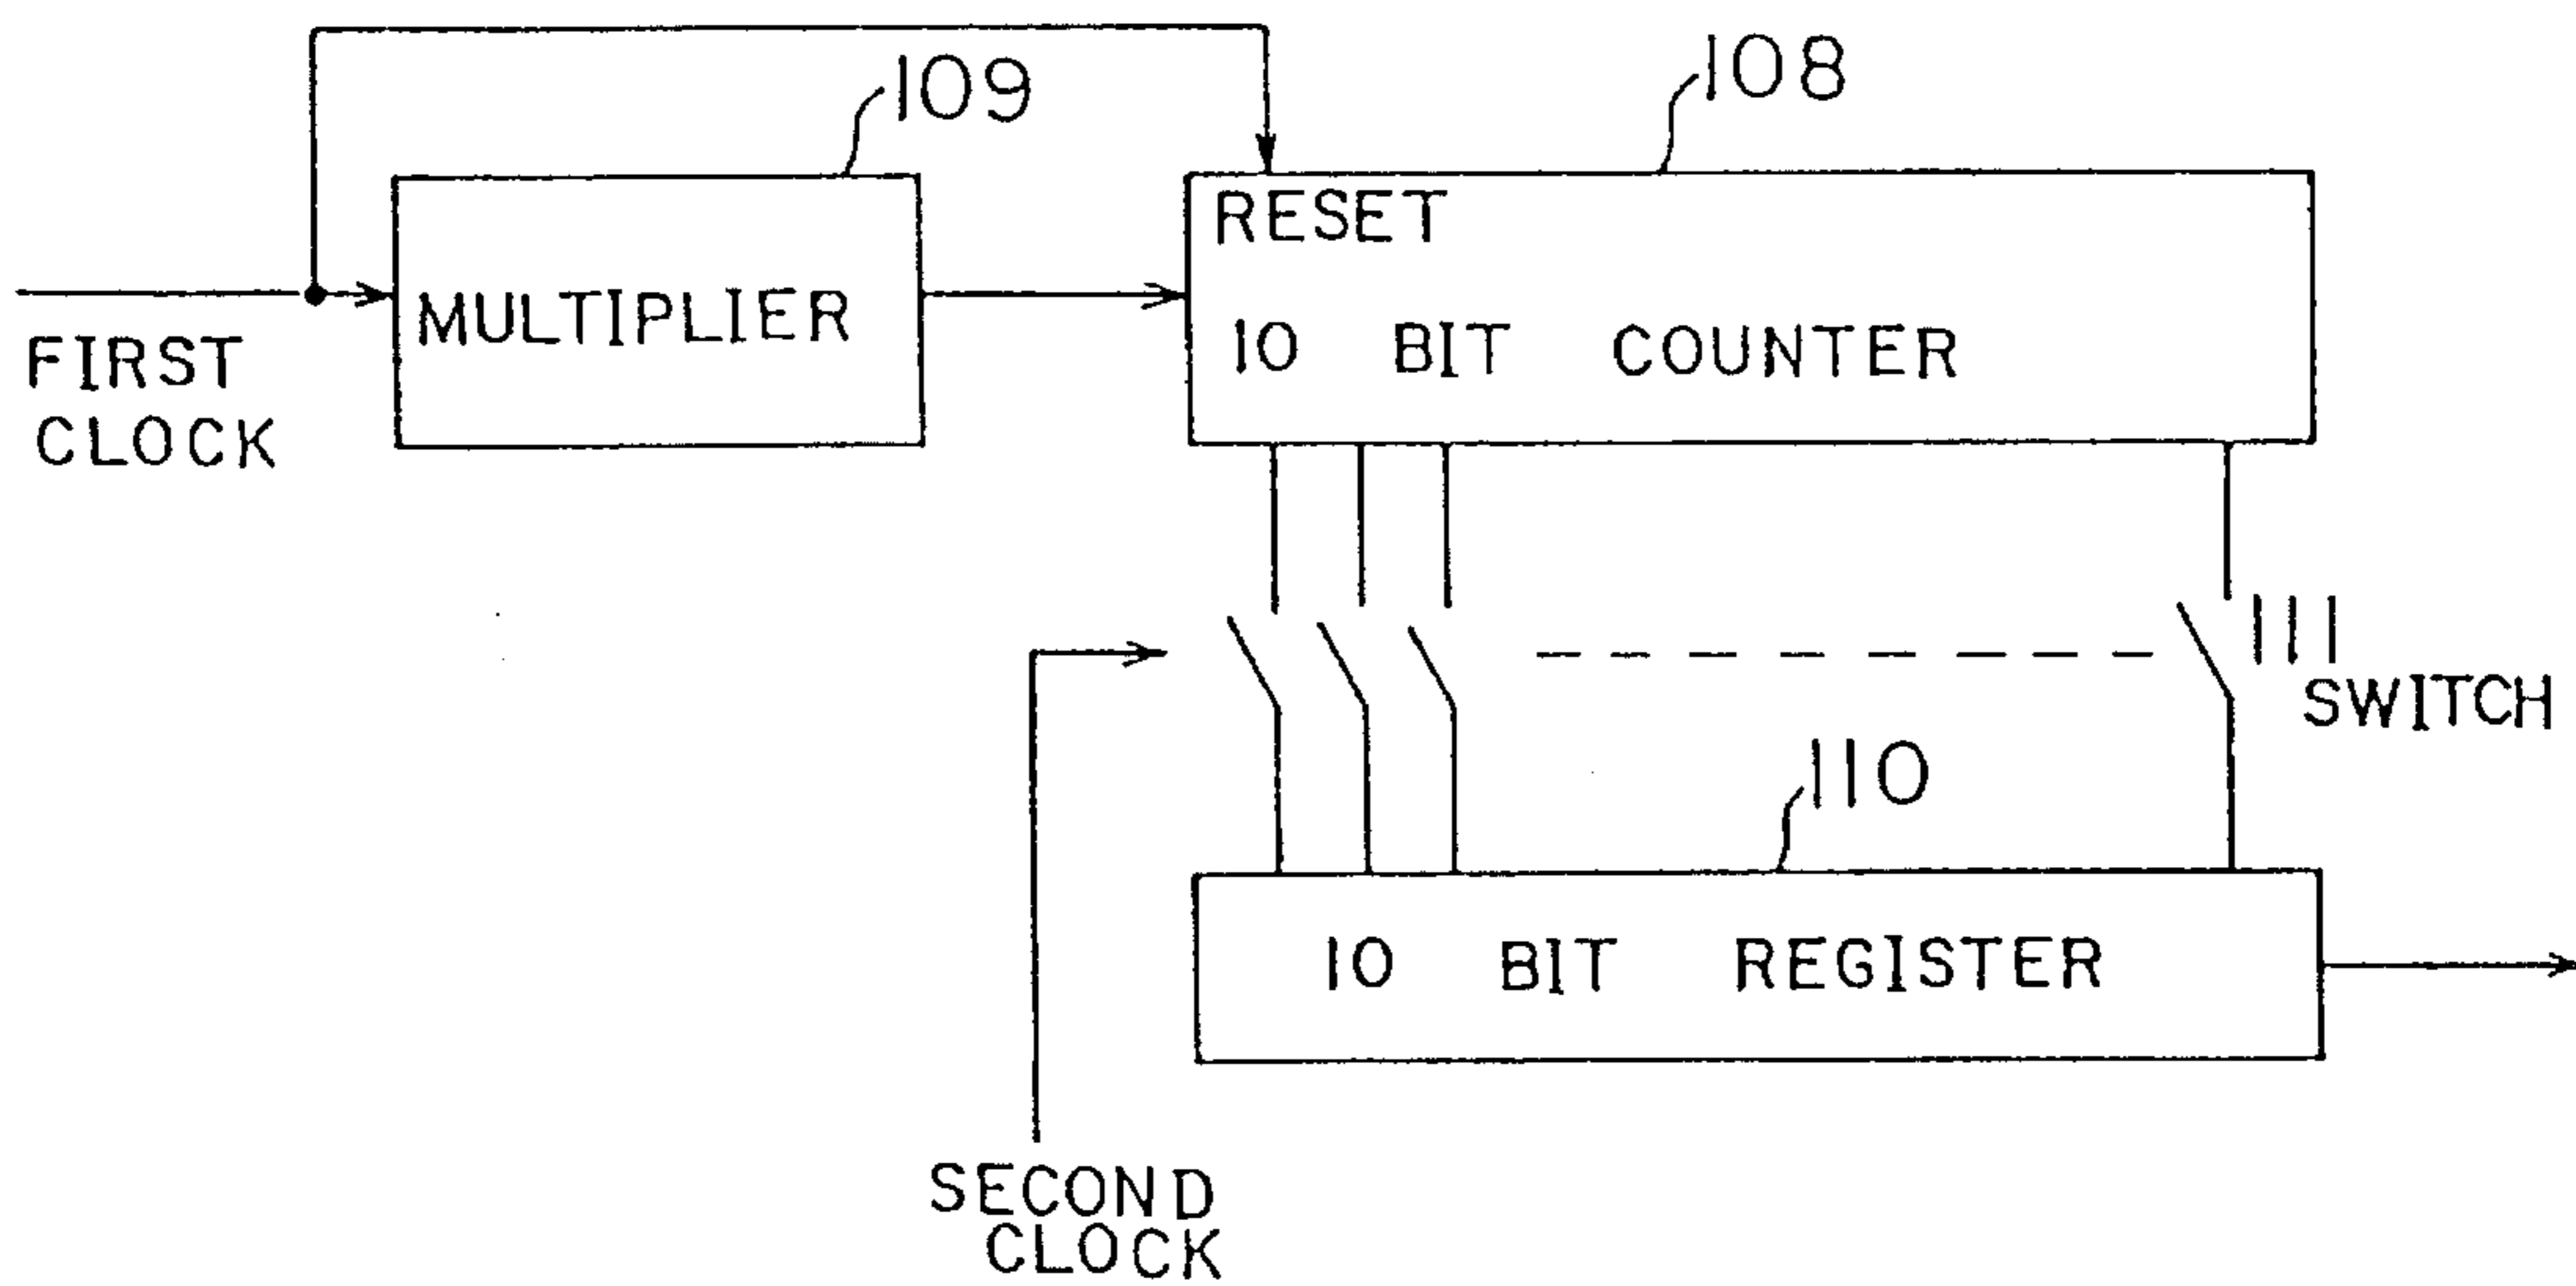 109
108
RESET
MULTIPLIER
10 BIT COUNTER
FIRST
CLOCK
111
SWITCH
110
10 BIT REGISTER
SECOND
CLOCK